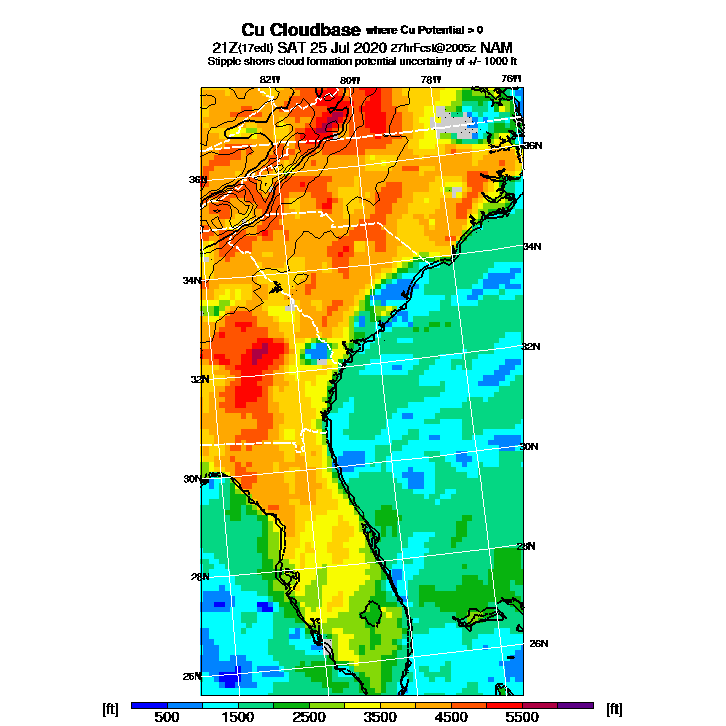 Cu Cloudbase where Cu Potential > 0
21Z(17edt) SAT 25 Jul 2020 27hrFcst@2005z NAM
Stipple shows cloud formation potential uncertainty of +/- 1000 ft
82W 80W 78W 76W
36N
36N
34N
34N
32N
32N
30N
30N
28N
28N
26N
26N
[ft] [ft]
500 1500 2500 3500 4500 5500